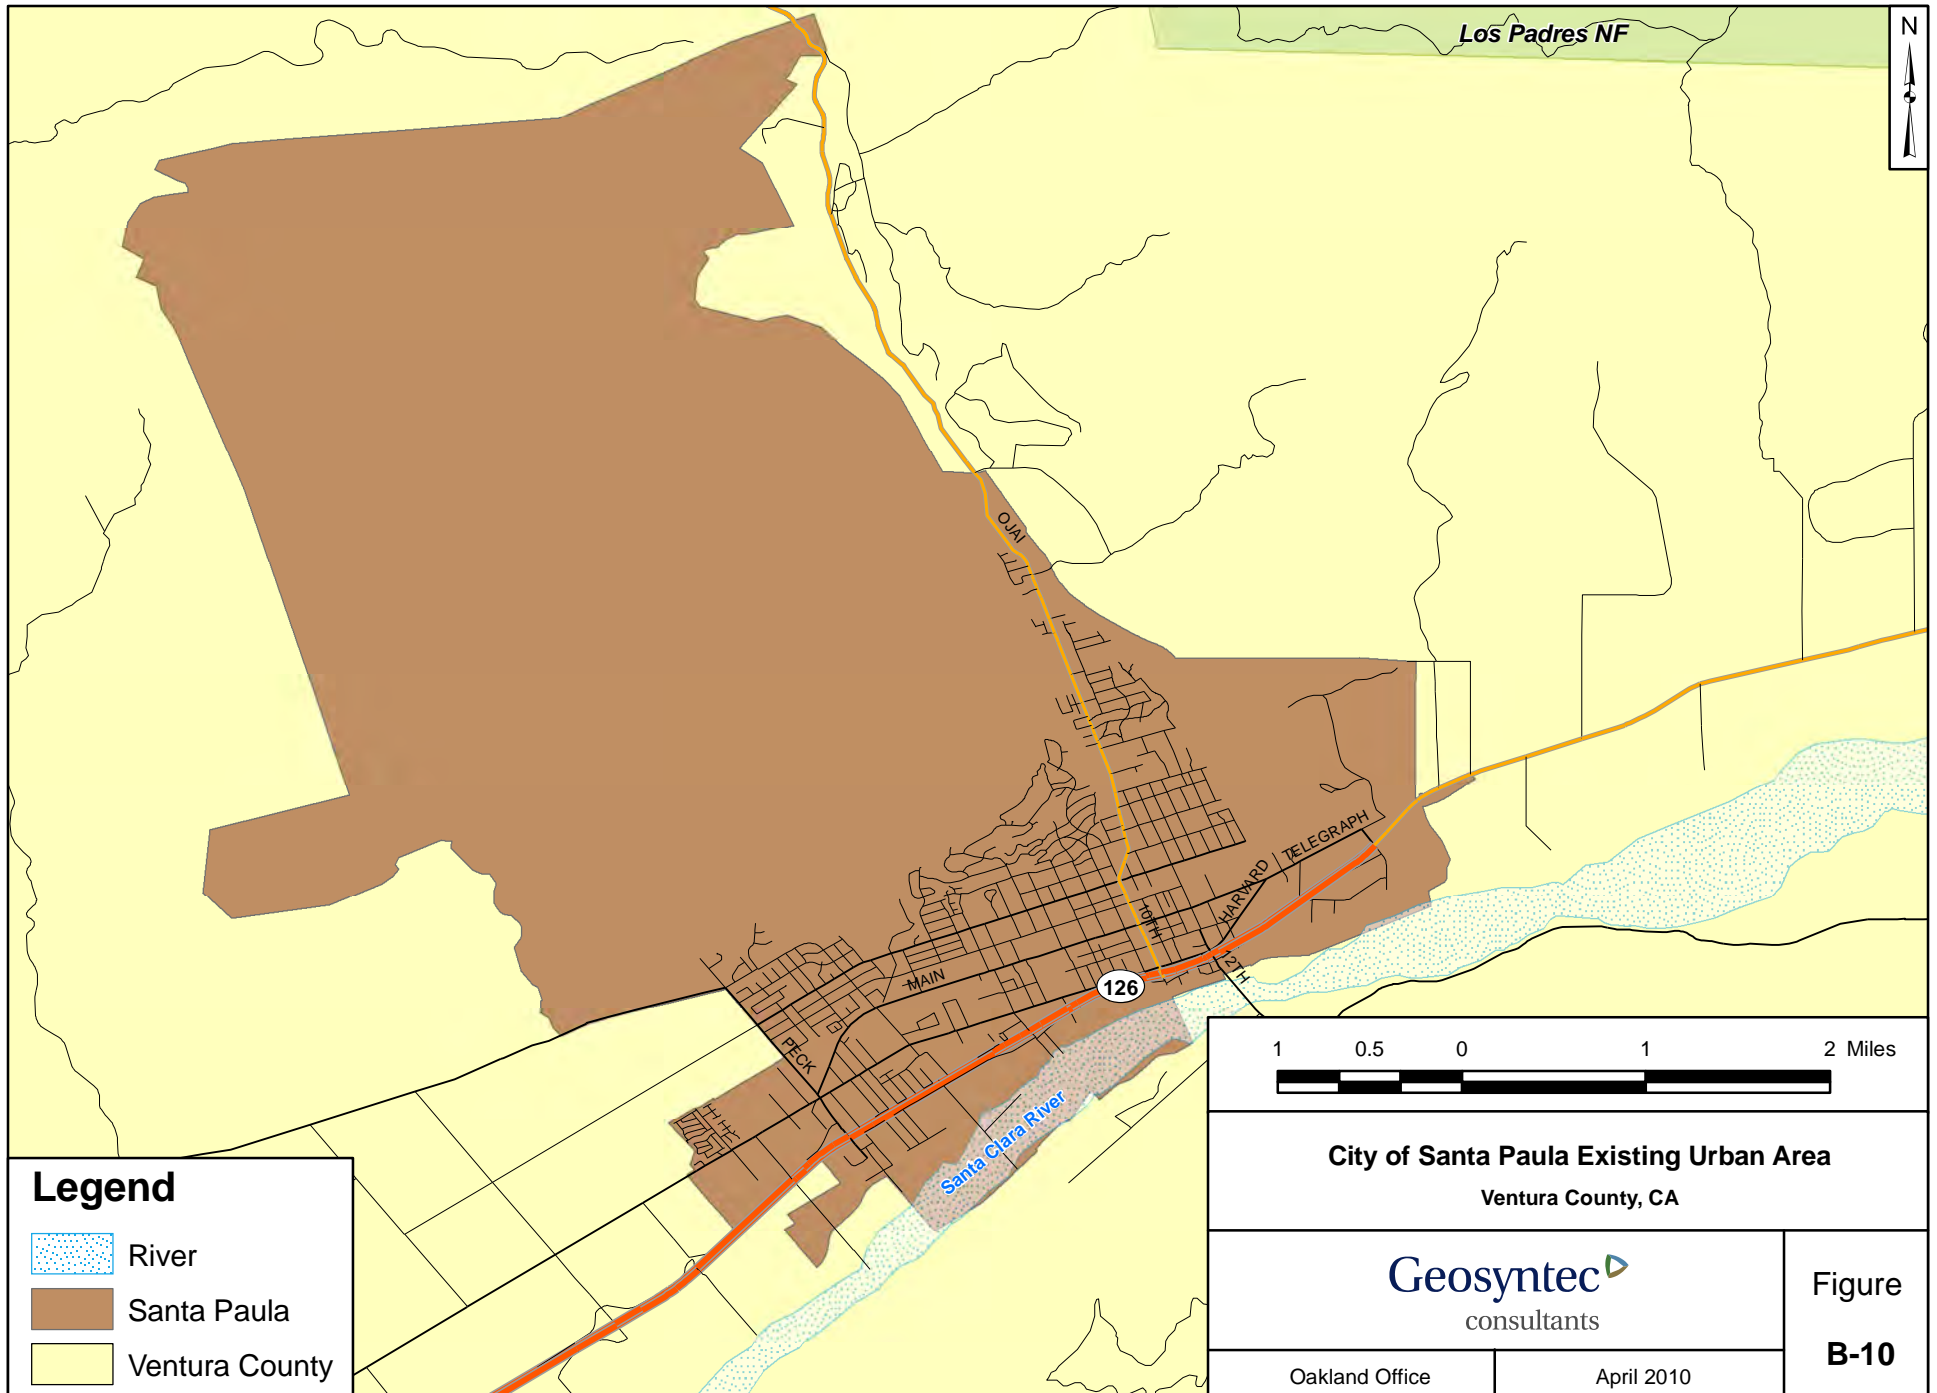 Los Padres NF
N
OJAI
TELEGRAPH
HARVARD
10TH
12TH
MAIN
126
PECK
Santa Clara River
1 0.5 0 1 2 Miles
City of Santa Paula Existing Urban Area
Ventura County, CA
Legend
River
Santa Paula
Ventura County
Geosyntec
consultants
Figure
B-10
Oakland Office
April 2010